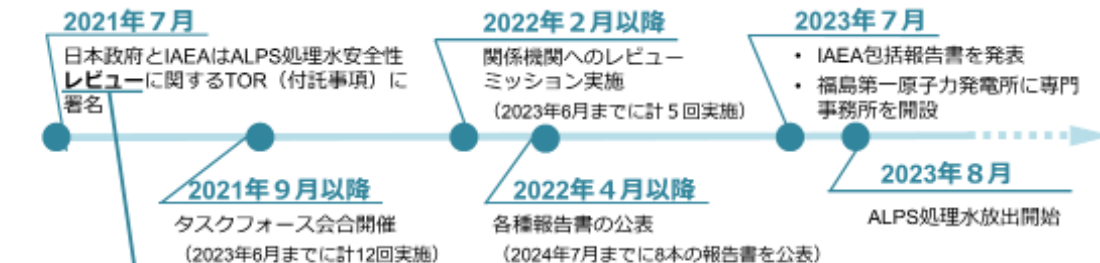 2021年７月
日本政府とIAEAはALPS処理水安全性
レビューに関するTOR（付託事項）に
署名
2022年２月以降
関係機関へのレビュー
ミッション実施
（2023年6月までに計５回実施）
2023年７月
• IAEA包括報告書を発表
• 福島第一原子力発電所に専門
事務所を開設
2021年９月以降
タスクフォース会合開催
（2023年6月までに計12回実施）
2022年４月以降
各種報告書の公表
（2024年7月までに8本の報告書を公表）
2023年８月
ALPS処理水放出開始